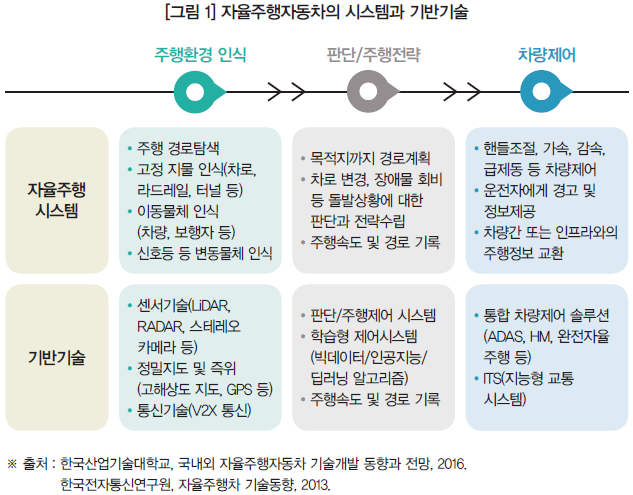 [그림 1] 자율주행자동차의 시스템과 기반기술
주행환경 인식
판단/주행전략
차량제어
자율주행
시스템
• 주행 경로탐색
• 고정 지물 인식(차로,
라드레일, 터널 등)
• 이동물체 인식
(차량, 보행자 등)
• 신호등 등 변동물체 인식
• 목적지까지 경로계획
• 차로 변경, 장애물 회비
등 돌발상황에 대한
판단과 전략수립
• 주행속도 및 경로 기록
• 핸들조절, 가속, 감속,
급제동 등 차량제어
• 운전자에게 경고 및
정보제공
• 차량간 또는 인프라와의
주행정보 교환
기반기술
• 센서기술(LiDAR,
RADAR, 스테레오
카메라 등)
• 정밀지도 및 측위
(고해상도 지도, GPS 등)
• 통신기술(V2X 통신)
• 판단/주행제어 시스템
• 학습형 제어시스템
(빅데이터/인공지능/
딥러닝 알고리즘)
• 주행속도 및 경로 기록
• 통합 차량제어 솔루션
(ADAS, HM, 완전자율
주행 등)
• ITS(지능형 교통
시스템)
※ 출처 : 한국산업기술대학교, 국내외 자율주행자동차 기술개발 동향과 전망, 2016.
한국전자통신연구원, 자율주행차 기술동향, 2013.